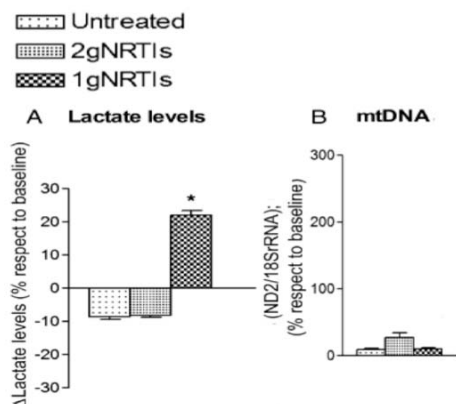 Untreated
2gNRTIs
1gNRTIs
A Lactate levels
B mtDNA
ΔLactate levels (% respect to baseline)
30
20
10
0
-10
-20
-30
*
(ND2/18SrRNA);
(% respect to baseline)
300
200
100
0